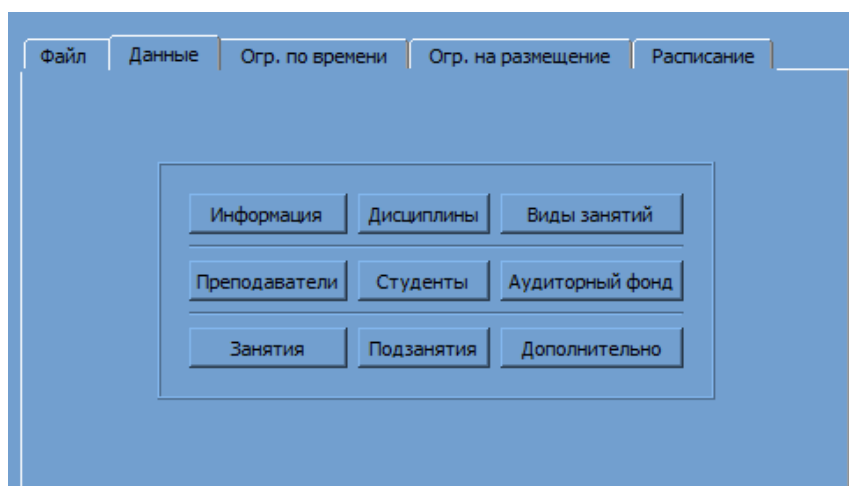 Файл Данные Огр. по времени Огр. на размещение Расписание
Информация Дисциплины Виды занятий
Преподаватели Студенты Аудиторный фонд
Занятия Подзанятия Дополнительно